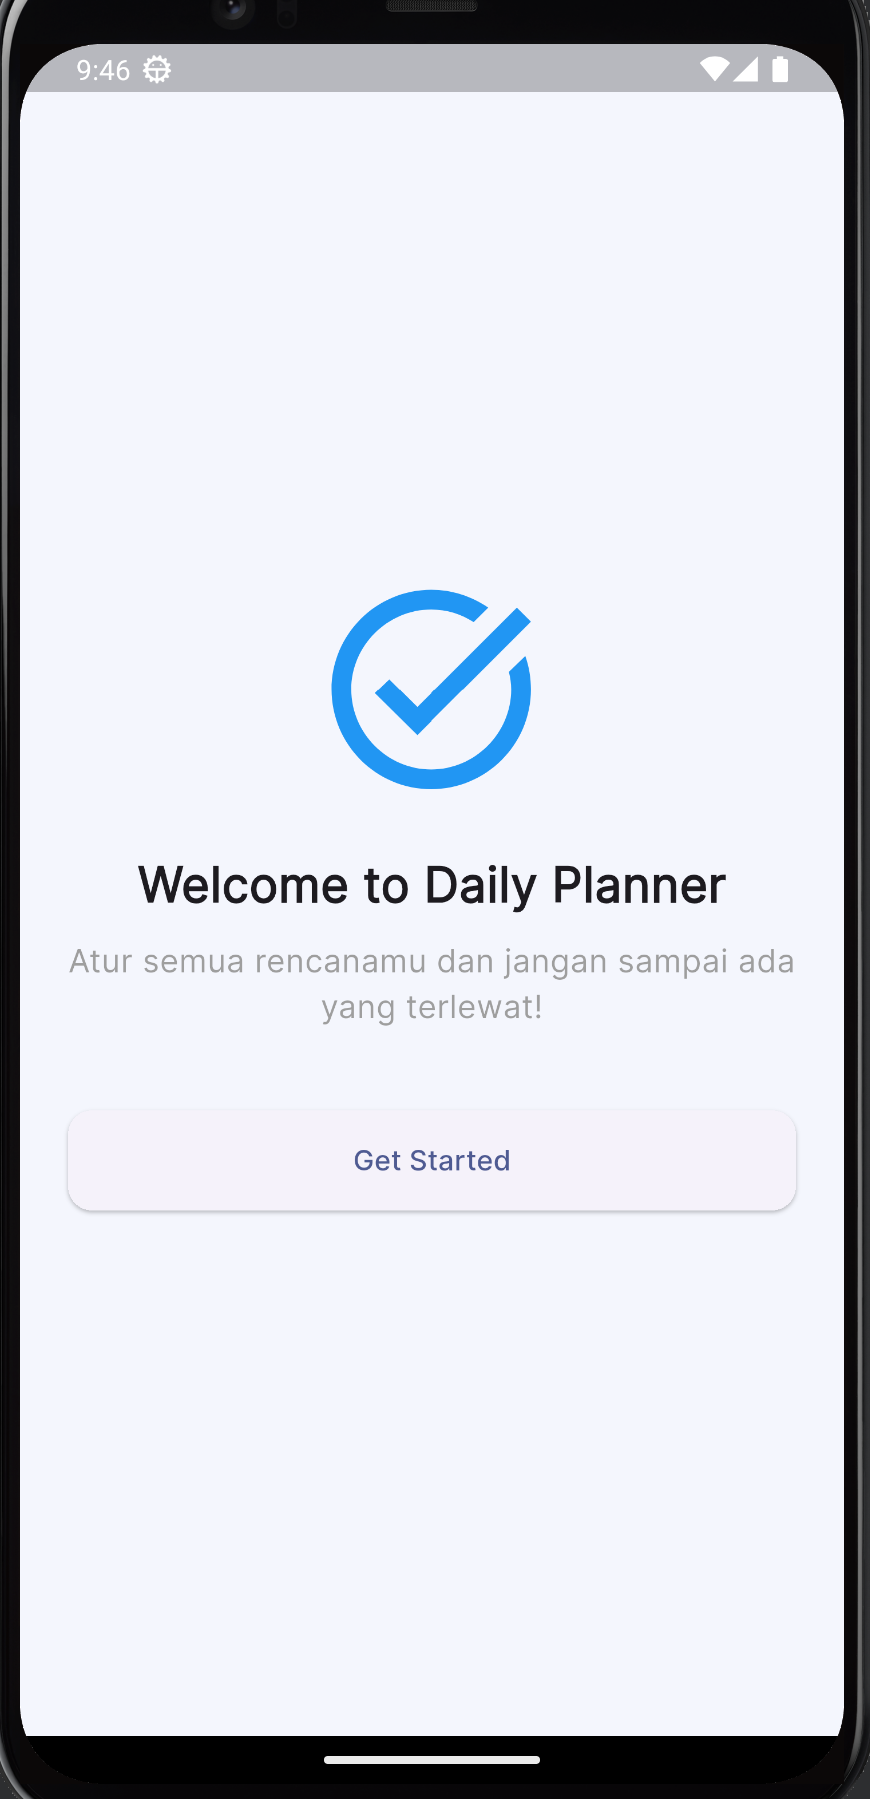 9:46
Welcome to Daily Planner
Atur semua rencanamu dan jangan sampai ada
yang terlewat!
Get Started